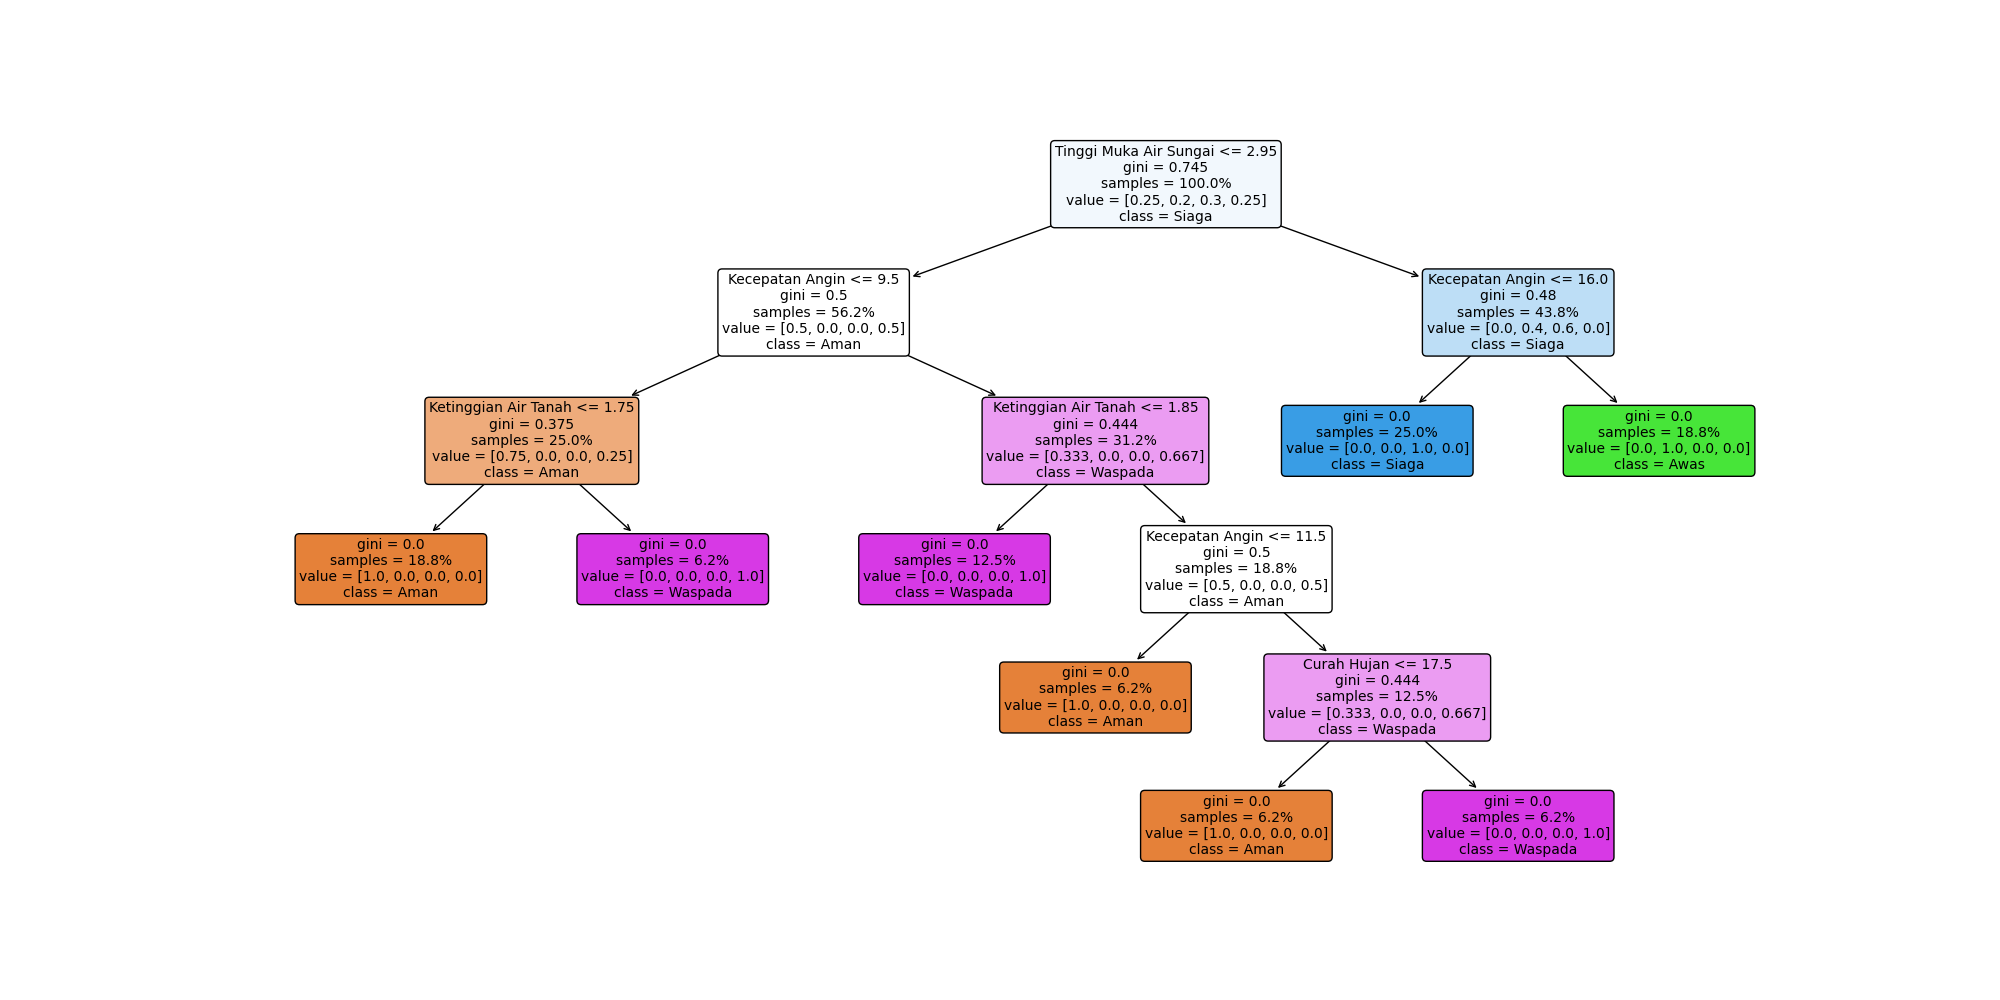 Tinggi Muka Air Sungai <= 2.95
gini = 0.745
samples = 100.0%
value = [0.25, 0.2, 0.3, 0.25]
class = Siaga
Kecepatan Angin <= 9.5
gini = 0.5
samples = 56.2%
value = [0.5, 0.0, 0.0, 0.5]
class = Aman
Kecepatan Angin <= 16.0
gini = 0.48
samples = 43.8%
value = [0.0, 0.4, 0.6, 0.0]
class = Siaga
Ketinggian Air Tanah <= 1.75
gini = 0.375
samples = 25.0%
value = [0.75, 0.0, 0.0, 0.25]
class = Aman
Ketinggian Air Tanah <= 1.85
gini = 0.444
samples = 31.2%
value = [0.333, 0.0, 0.0, 0.667]
class = Waspada
gini = 0.0
samples = 25.0%
value = [0.0, 0.0, 1.0, 0.0]
class = Siaga
gini = 0.0
samples = 18.8%
value = [0.0, 1.0, 0.0, 0.0]
class = Awas
gini = 0.0
samples = 18.8%
value = [1.0, 0.0, 0.0, 0.0]
class = Aman
gini = 0.0
samples = 6.2%
value = [0.0, 0.0, 0.0, 1.0]
class = Waspada
gini = 0.0
samples = 12.5%
value = [0.0, 0.0, 0.0, 1.0]
class = Waspada
Kecepatan Angin <= 11.5
gini = 0.5
samples = 18.8%
value = [0.5, 0.0, 0.0, 0.5]
class = Aman
gini = 0.0
samples = 6.2%
value = [1.0, 0.0, 0.0, 0.0]
class = Aman
Curah Hujan <= 17.5
gini = 0.444
samples = 12.5%
value = [0.333, 0.0, 0.0, 0.667]
class = Waspada
gini = 0.0
samples = 6.2%
value = [1.0, 0.0, 0.0, 0.0]
class = Aman
gini = 0.0
samples = 6.2%
value = [0.0, 0.0, 0.0, 1.0]
class = Waspada